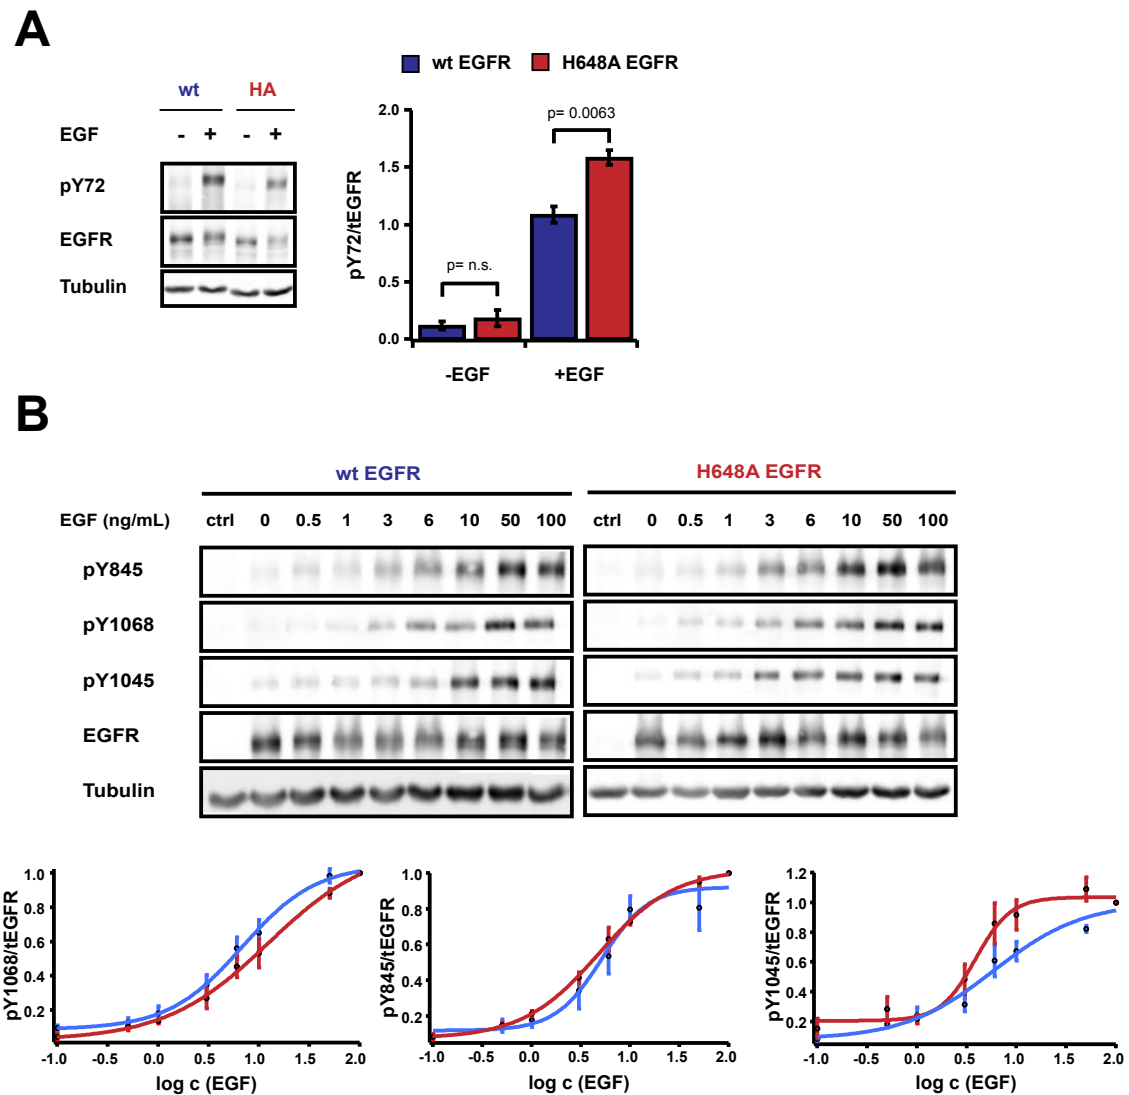 A
wt EGFR H648A EGFR
wt HA
EGF - + - +
pY72
EGFR
Tubulin
pY72/tEGFR
2.0
1.5
1.0
0.5
0.0
p= n.s.
p= 0.0063
-EGF +EGF
B
wt EGFR H648A EGFR
EGF (ng/mL) ctrl 0 0.5 1 3 6 10 50 100 ctrl 0 0.5 1 3 6 10 50 100
pY845
pY1068
pY1045
EGFR
Tubulin
pY1068/tEGFR
1.0
0.8
0.6
0.4
0.2
-1.0 -0.5 0.0 0.5 1.0 1.5 2.0
log c (EGF)
pY845/tEGFR
1.0
0.8
0.6
0.4
0.2
-1.0 -0.5 0.0 0.5 1.0 1.5 2.0
log c (EGF)
pY1045/tEGFR
1.2
1.0
0.8
0.6
0.4
0.2
-1.0 -0.5 0.0 0.5 1.0 1.5 2.0
log c (EGF)